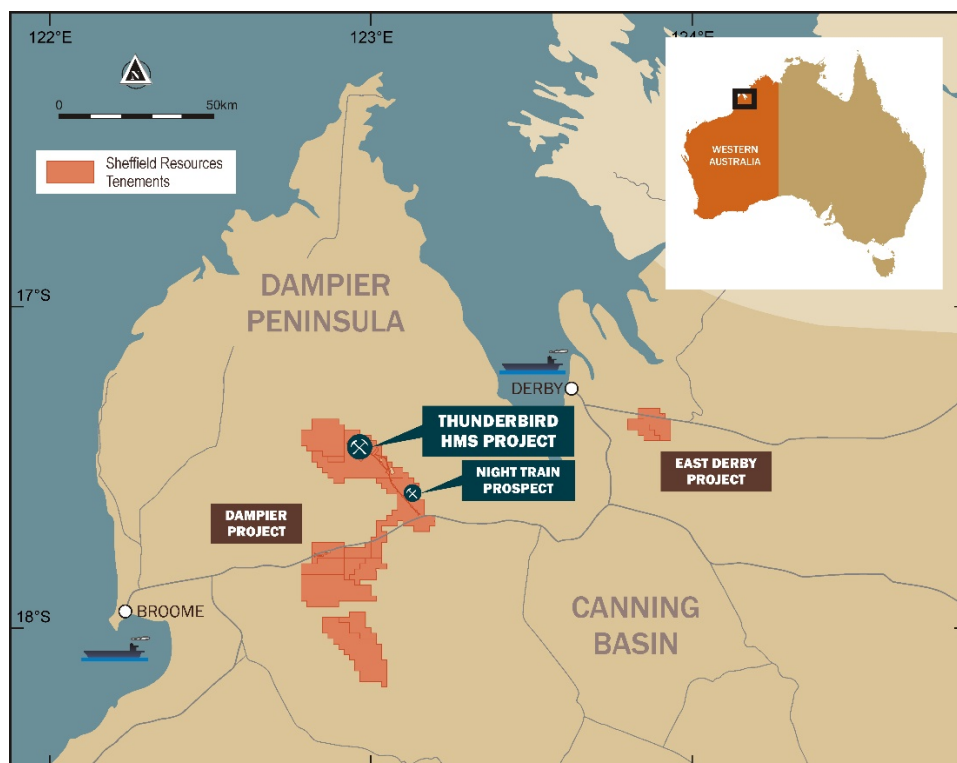 122°E
123°E
124°E
N
0
50km
Sheffield Resources
Tenements
WESTERN
AUSTRALIA
DAMPIER
PENINSULA
17°S
DERBY
THUNDERBIRD
HMS PROJECT
NIGHT TRAIN
PROSPECT
EAST DERBY
PROJECT
DAMPIER
PROJECT
BROOME
CANNING
BASIN
18°S